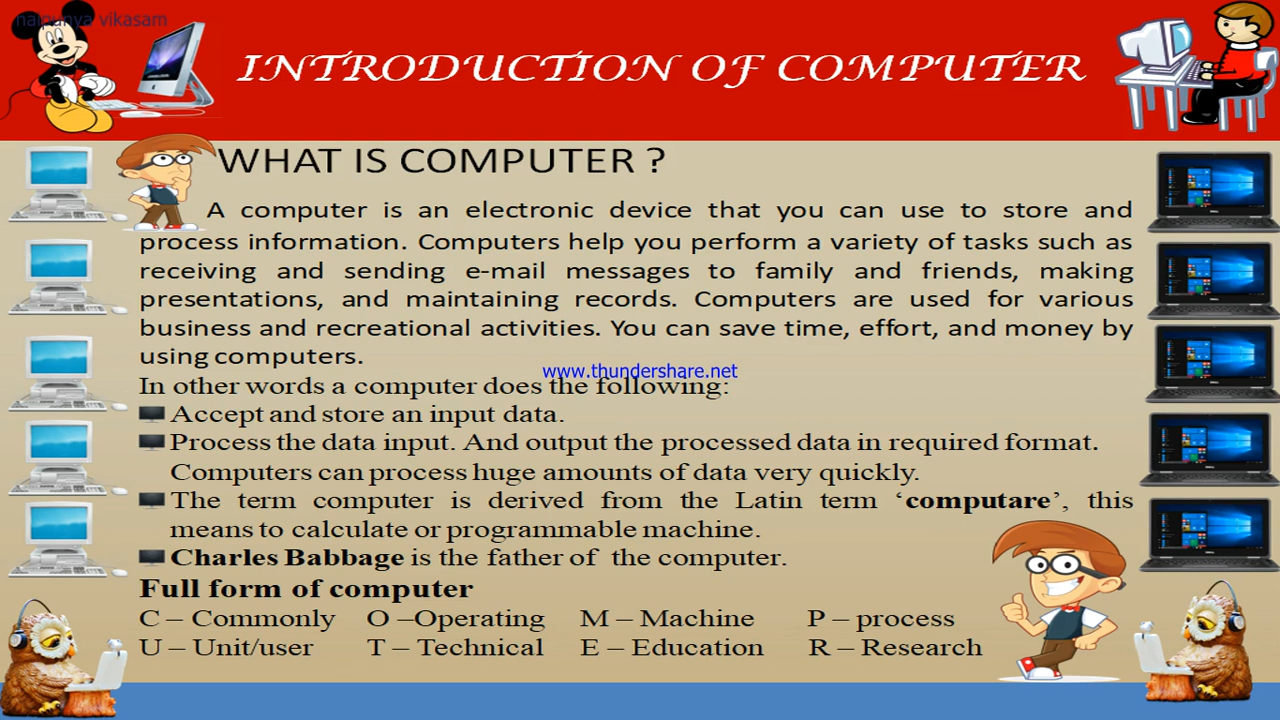 naipunya vikasam
INTRODUCTION OF COMPUTER
WHAT IS COMPUTER ?
A computer is an electronic device that you can use to store and
process information. Computers help you perform a variety of tasks such as
receiving and sending e-mail messages to family and friends, making
presentations, and maintaining records. Computers are used for various
business and recreational activities. You can save time, effort, and money by
using computers.
www.thundershare.net
In other words a computer does the following:
Accept and store an input data.
Process the data input. And output the processed data in required format.
Computers can process huge amounts of data very quickly.
The term computer is derived from the Latin term ‘computare’, this
means to calculate or programmable machine.
Charles Babbage is the father of the computer.
Full form of computer
C – Commonly O –Operating M – Machine P – process
U – Unit/user T – Technical E – Education R – Research